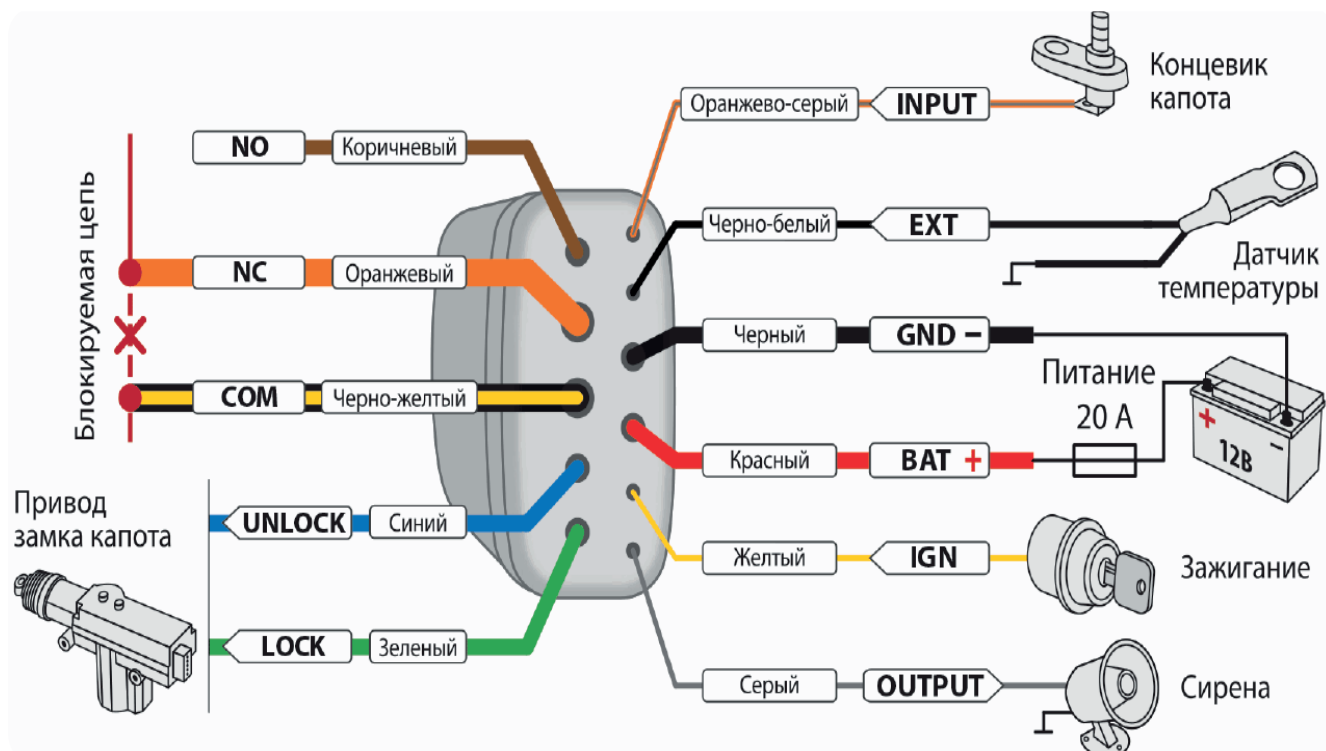 Блокируемая цепь
NO
Коричневый
NC
Оранжевый
COM
Черно-желтый
Привод
замка капота
UNLOCK
Синий
LOCK
Зеленый
Оранжево-серый
INPUT
Концевик
капота
Черно-белый
EXT
Датчик
температуры
Черный
GND –
Питание
20 А
Красный
BAT +
+ –
12В
Желтый
IGN
Зажигание
Серый
OUTPUT
Сирена